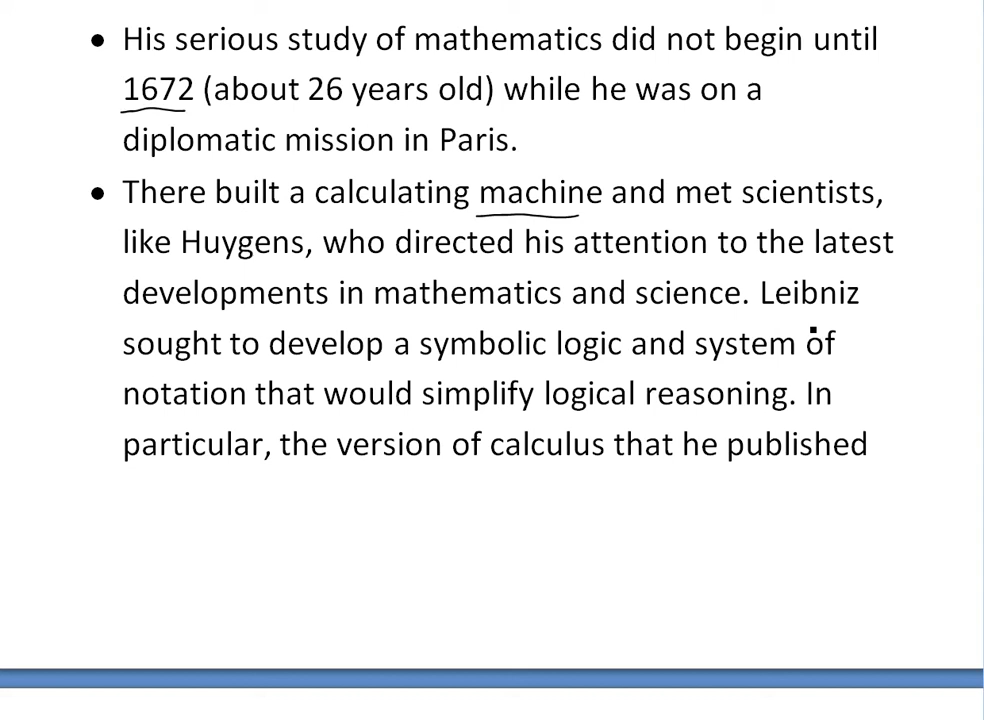 • His serious study of mathematics did not begin until
1672 (about 26 years old) while he was on a
diplomatic mission in Paris.
• There built a calculating machine and met scientists,
like Huygens, who directed his attention to the latest
developments in mathematics and science. Leibniz
sought to develop a symbolic logic and system of
notation that would simplify logical reasoning. In
particular, the version of calculus that he published